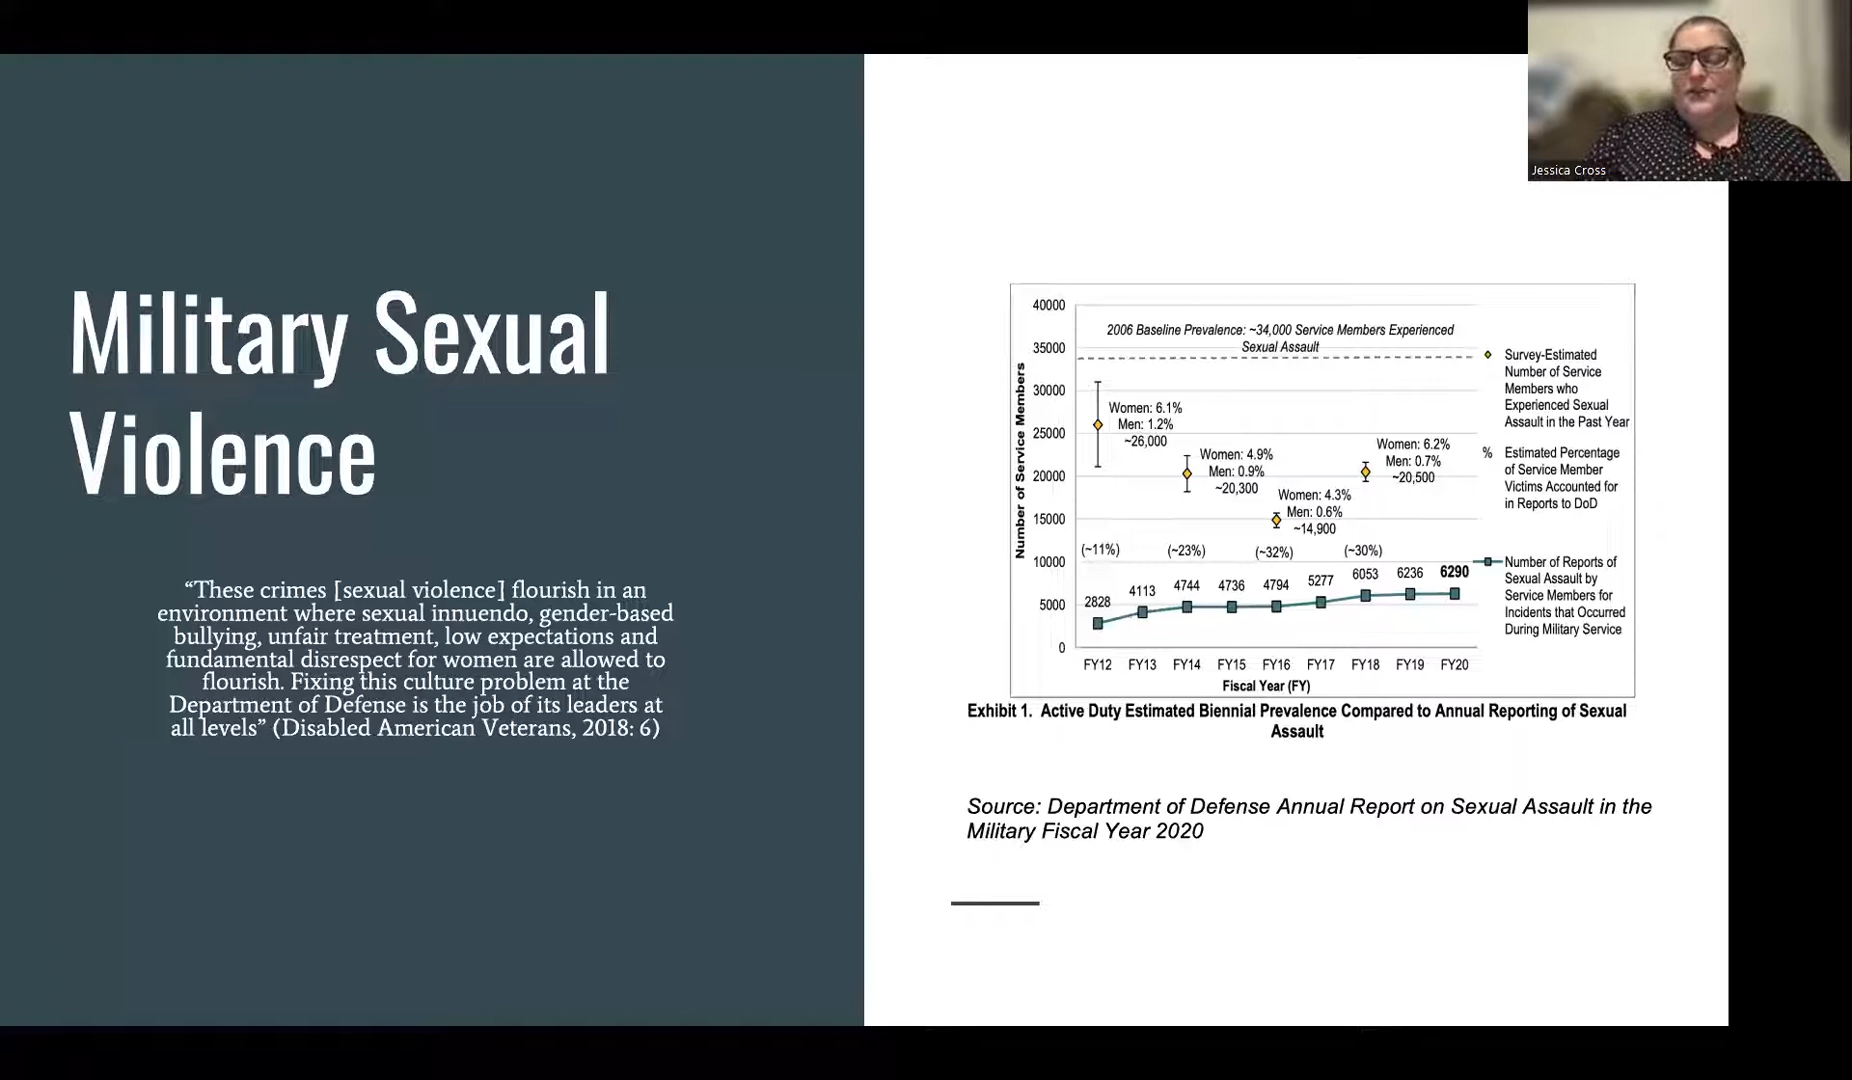 Jessica Cross
Military Sexual
Violence
“These crimes [sexual violence] flourish in an
environment where sexual innuendo, gender-based
bullying, unfair treatment, low expectations and
fundamental disrespect for women are allowed to
flourish. Fixing this culture problem at the
Department of Defense is the job of its leaders at
all levels” (Disabled American Veterans, 2018: 6)
Number of Service Members
40000
35000
30000
25000
20000
15000
10000
5000
0
2006 Baseline Prevalence: ~34,000 Service Members Experienced
Sexual Assault
Women: 6.1%
Men: 1.2%
~26,000
Women: 4.9%
Men: 0.9%
~20,300
Women: 4.3%
Men: 0.6%
~14,900
Women: 6.2%
Men: 0.7%
~20,500
(~11%) (~23%) (~32%) (~30%)
2828 4113 4744 4736 4794 5277 6053 6236 6290
FY12 FY13 FY14 FY15 FY16 FY17 FY18 FY19 FY20
Fiscal Year (FY)
Survey-Estimated
Number of Service
Members who
Experienced Sexual
Assault in the Past Year
% Estimated Percentage
of Service Member
Victims Accounted for
in Reports to DoD
Number of Reports of
Sexual Assault by
Service Members for
Incidents that Occurred
During Military Service
Exhibit 1. Active Duty Estimated Biennial Prevalence Compared to Annual Reporting of Sexual
Assault
Source: Department of Defense Annual Report on Sexual Assault in the
Military Fiscal Year 2020